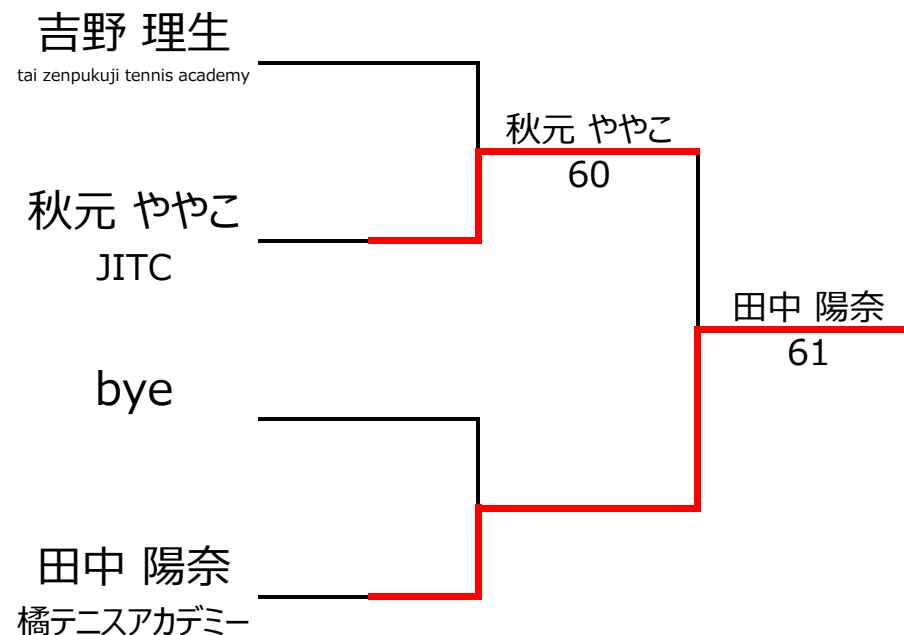 吉野 理生
tai zenpukuji tennis academy
秋元 ややこ
60
秋元 ややこ
JITC
田中 陽奈
61
bye
田中 陽奈
橘テニスアカデミー